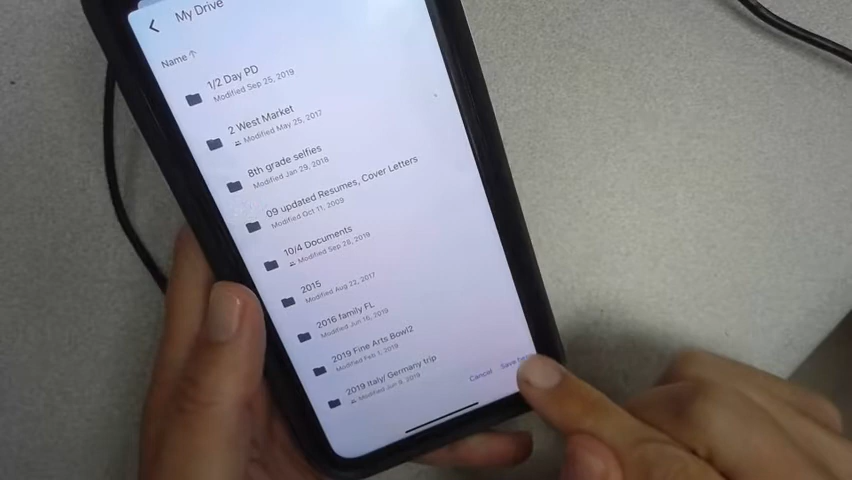 My Drive
Name ↑
1/2 Day PD
Modified Sep 25, 2019
2 West Market
Modified May 25, 2017
8th grade selfies
Modified Jan 29, 2018
09 updated Resumes, Cover Letters
Modified Oct 11, 2009
10/4 Documents
Modified Sep 28, 2019
2015
Modified Aug 22, 2017
2016 family FL
Modified Jun 16, 2019
2019 Fine Arts Bowl2
Modified Feb 1, 2019
2019 Italy/ Germany trip
Modified Jun 9, 2019
Cancel Save